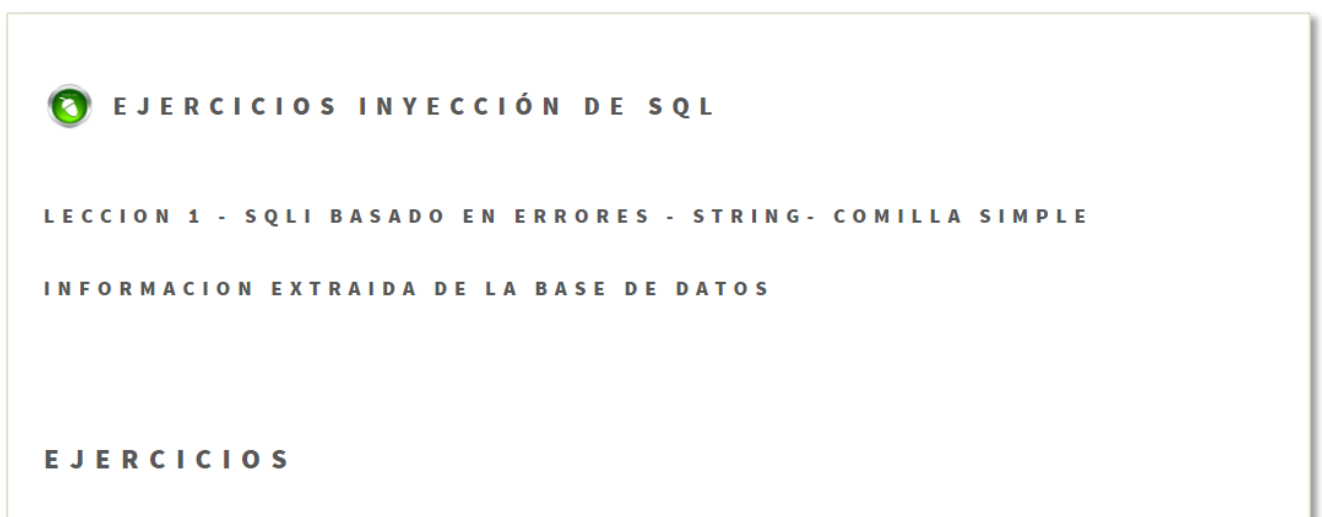 EJERCICIOS INYECCIÓN DE SQL
LECCION 1 - SQLI BASADO EN ERRORES - STRING- COMILLA SIMPLE
INFORMACION EXTRAIDA DE LA BASE DE DATOS
EJERCICIOS